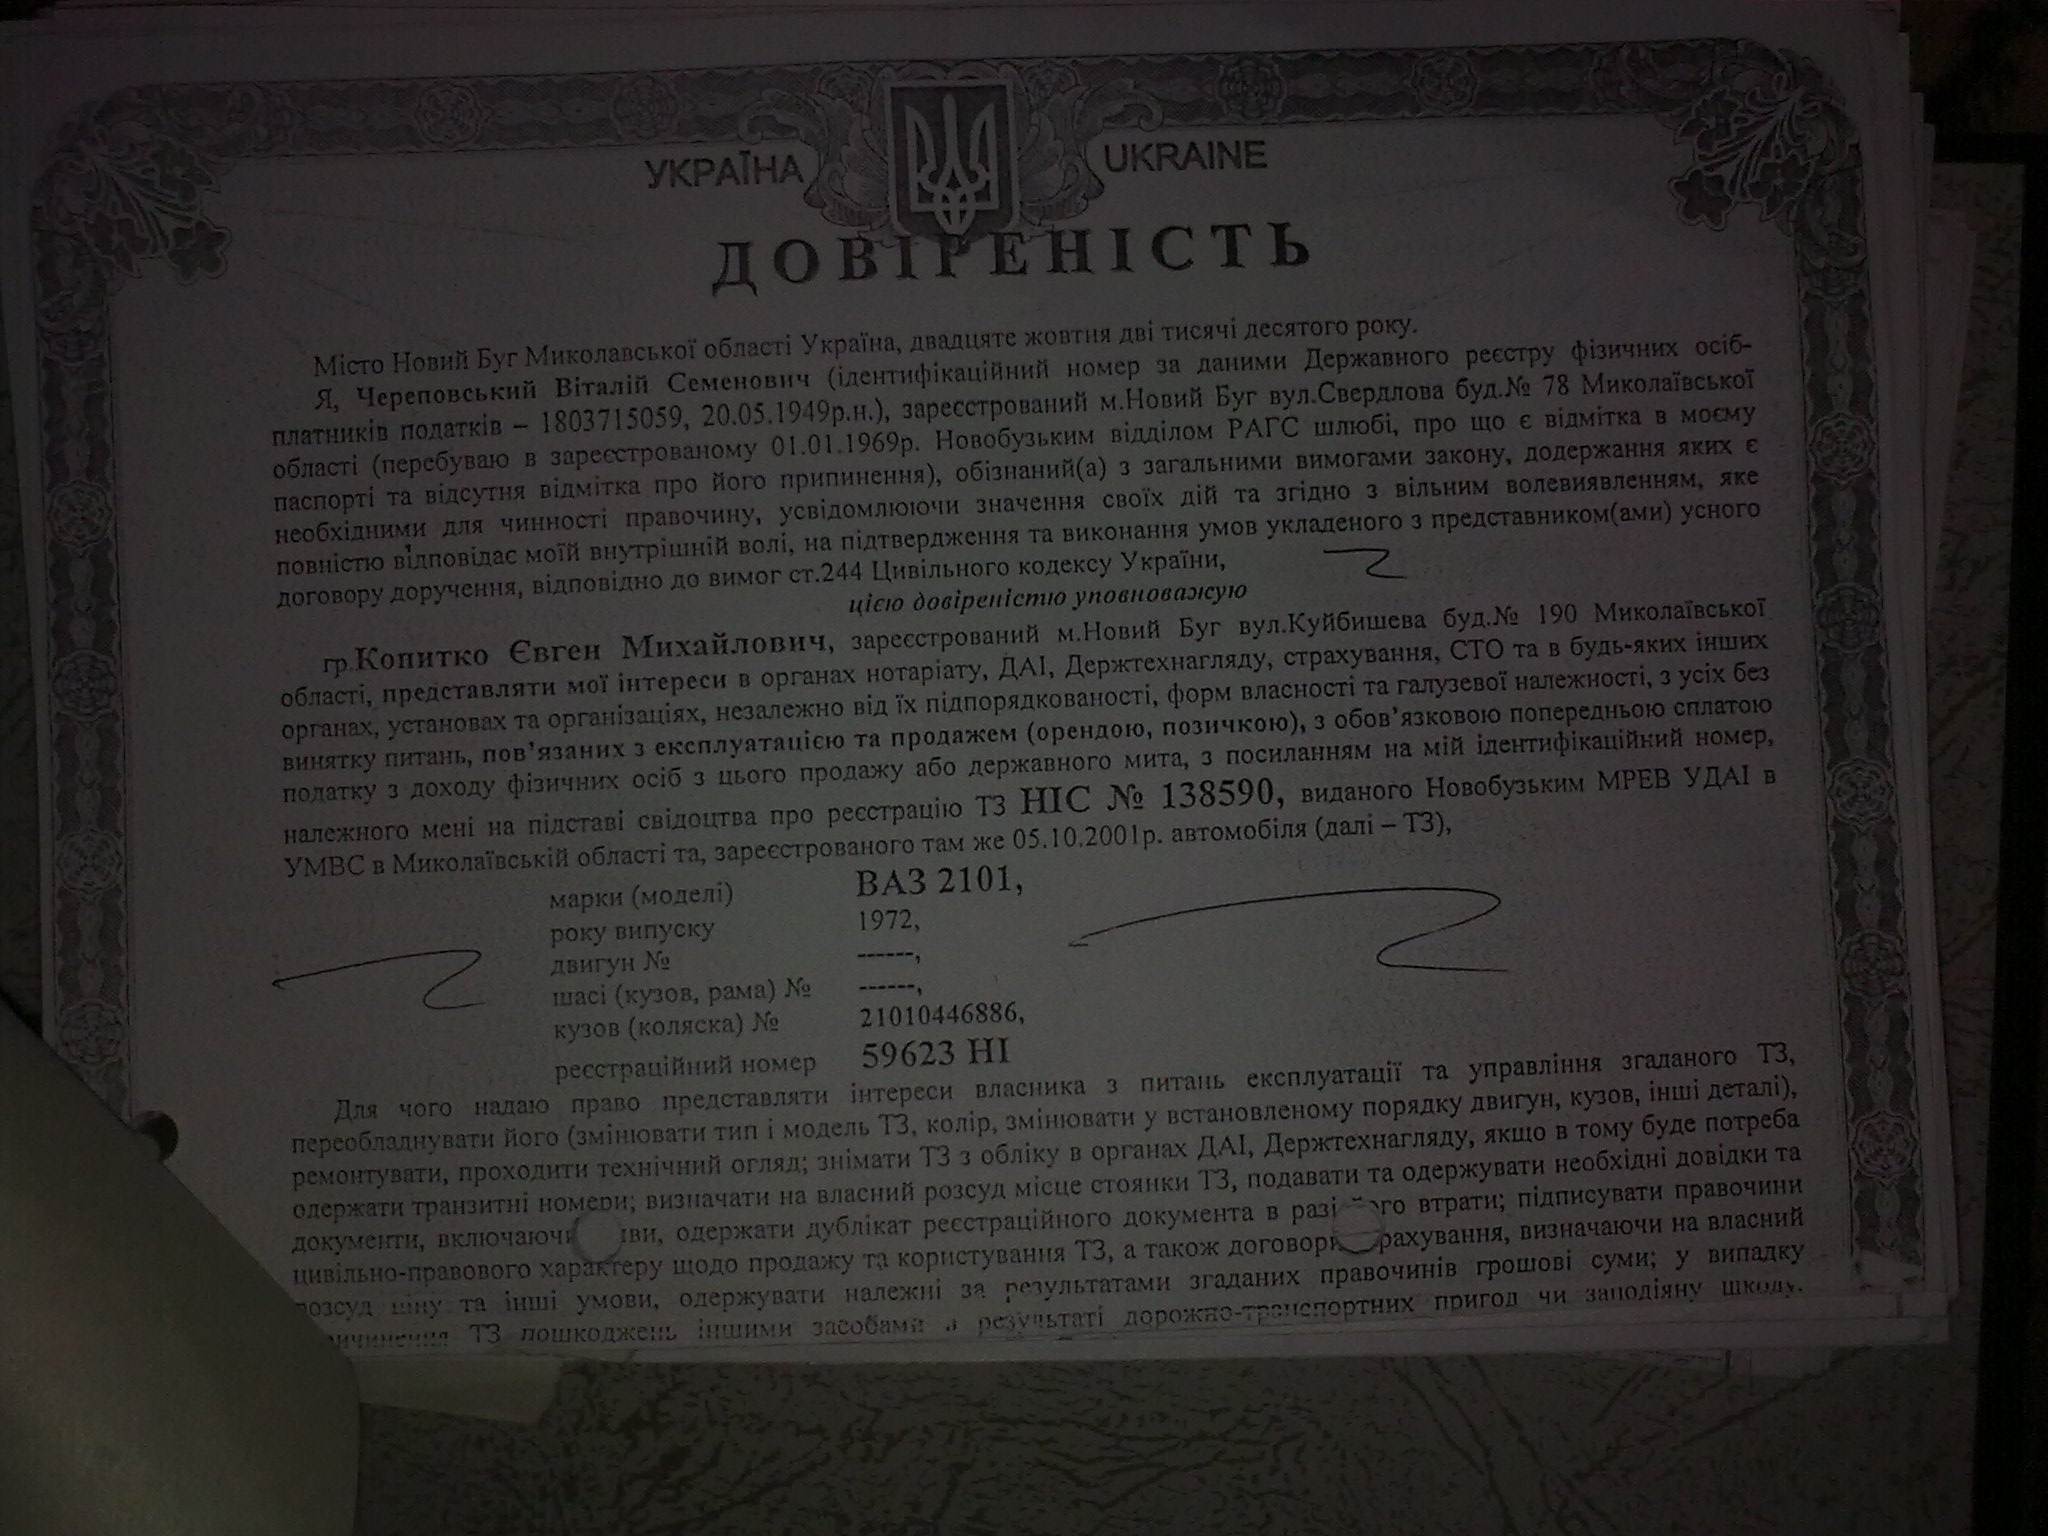 УКРАЇНА UKRAINE
ДОВІРЕНІСТЬ
Місто Новий Буг Миколавської області Україна, двадцяте жовтня дві тисячі десятого року.
Я, Череповський Віталій Семенович (ідентифікаційний номер за даними Державного реєстру фізичних осіб-
платників податків – 1803715059, 20.05.1949р.н.), зареєстрований м.Новий Буг вул.Свердлова буд.№ 78 Миколаївської
області (перебуваю в зареєстрованому 01.01.1969р. Новобузьким відділом РАГС шлюбі, про що є відмітка в моєму
паспорті та відсутня відмітка про його припинення), обізнаний(а) з загальними вимогами закону, додержання яких є
необхідними для чинності правочину, усвідомлюючи значення своїх дій та згідно з вільним волевиявленням, яке
повністю відповідає моїй внутрішній волі, на підтвердження та виконання умов укладеного з представником(ами) усного
договору доручення, відповідно до вимог ст.244 Цивільного кодексу України,
цією довіреністю уповноважую
гр.Копитко Євген Михайлович, зареєстрований м.Новий Буг вул.Куйбишева буд.№ 190 Миколаївської
області, представляти мої інтереси в органах нотаріату, ДАІ, Держтехнагляду, страхування, СТО та в будь-яких інших
органах, установах та організаціях, незалежно від їх підпорядкованості, форм власності та галузевої належності, з усіх без
винятку питань, пов’язаних з експлуатацією та продажем (орендою, позичкою), з обов’язковою попередньою сплатою
податку з доходу фізичних осіб з цього продажу або державного мита, з посиланням на мій ідентифікаційний номер,
належного мені на підставі свідоцтва про реєстрацію ТЗ НІС № 138590, виданого Новобузьким МРЕВ УДАІ в
УМВС в Миколаївській області та, зареєстрованого там же 05.10.2001р. автомобіля (далі – ТЗ),
марки (моделі) ВАЗ 2101,
року випуску 1972,
двигун № ------,
шасі (кузов, рама) № ------,
кузов (коляска) № 21010446886,
реєстраційний номер 59623 НІ
Для чого надаю право представляти інтереси власника з питань експлуатації та управління згаданого ТЗ,
переобладнувати його (змінювати тип і модель ТЗ, колір, змінювати у встановленому порядку двигун, кузов, інші деталі),
ремонтувати, проходити технічний огляд; знімати ТЗ з обліку в органах ДАІ, Держтехнагляду, якщо в тому буде потреба
одержати транзитні номери; визначати на власний розсуд місце стоянки ТЗ, подавати та одержувати необхідні довідки та
документи, одержати дублікат реєстраційного документа в разі його втрати; підписувати правочини
цивільно-правового характеру щодо продажу та користування ТЗ, а також визначаючи на власний
розсуд ціну та інші умови, одержувати належні за результатами згаданих правочинів грошові суми; у випадку
ТЗ пошкоджень іншими засобами в результаті дорожно-транспортних пригод чи заподіяну шкоду.